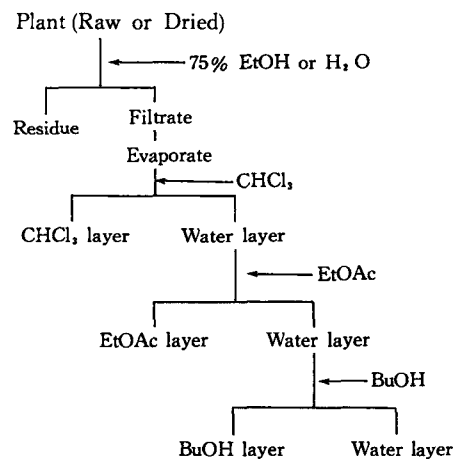 Plant (Raw or Dried)
75% EtOH or H₂O
Residue
Filtrate
Evaporate
CHCl₃
CHCl₃ layer
Water layer
EtOAc
EtOAc layer
Water layer
BuOH
BuOH layer
Water layer